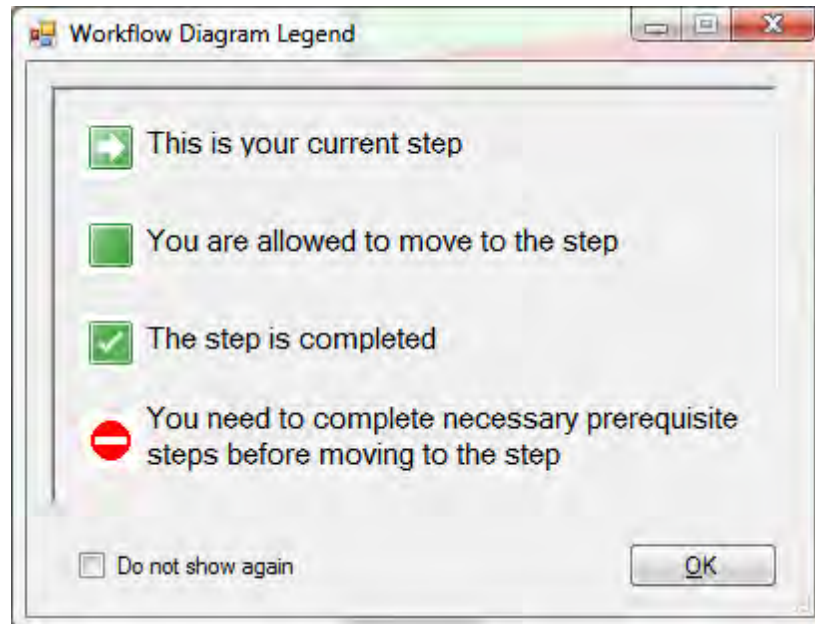 Workflow Diagram Legend
This is your current step
You are allowed to move to the step
The step is completed
You need to complete necessary prerequisite
steps before moving to the step
Do not show again
OK